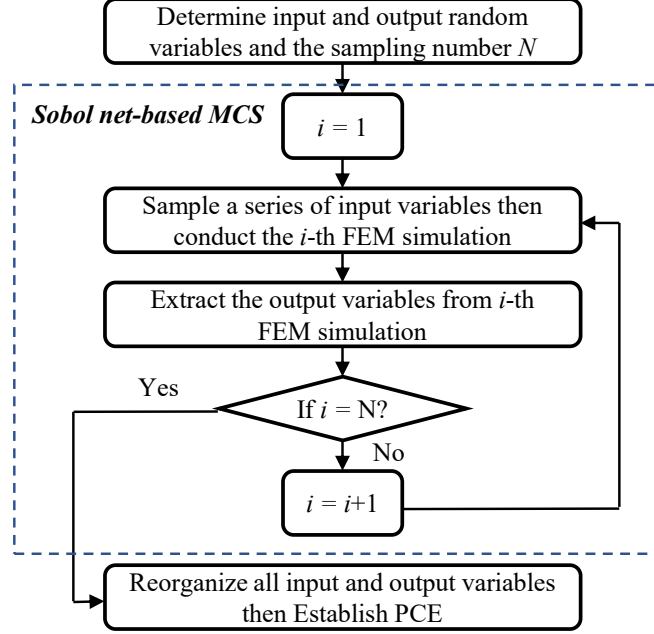 Determine input and output random
variables and the sampling number N
Sobol net-based MCS
i = 1
Sample a series of input variables then
conduct the i-th FEM simulation
Extract the output variables from i-th
FEM simulation
Yes
If i = N?
No
i = i+1
Reorganize all input and output variables
then Establish PCE